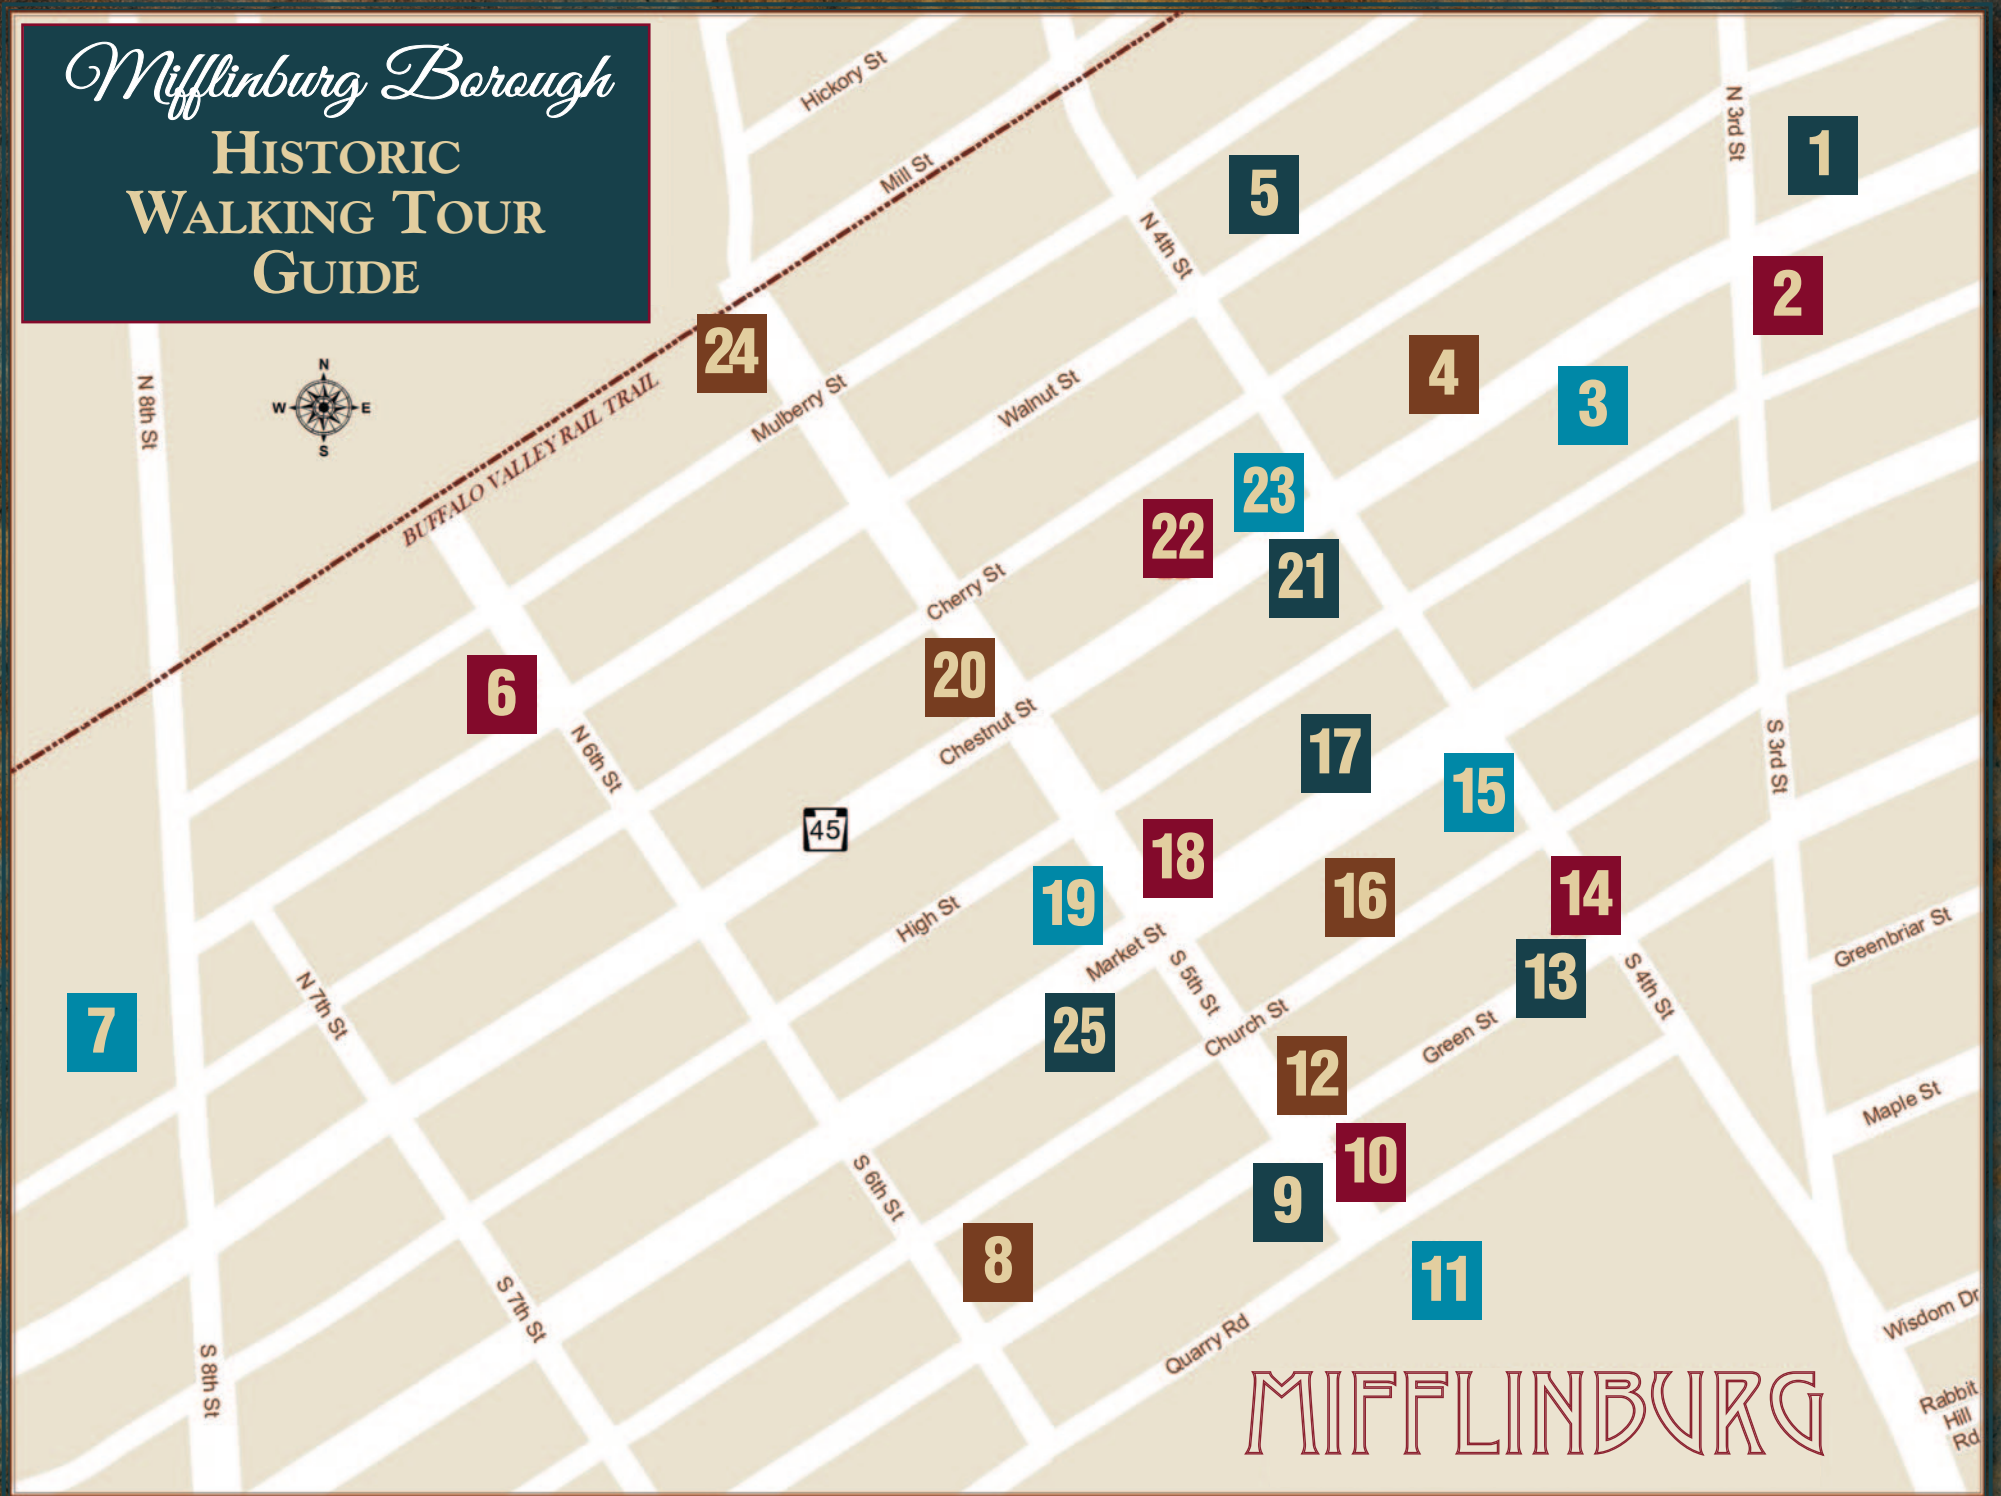 Mifflinburg Borough
HISTORIC
WALKING TOUR
GUIDE
Hickory St
Mill St
N 3rd St
1
5
N 4th St
2
24
N
W E
S
N 8th St
BUFFALO VALLEY RAIL TRAIL
Mulberry St
Walnut St
4
3
23
22
21
Cherry St
6
20
N 6th St
Chestnut St
17
15
S 3rd St
45
18
19
High St
16
14
Market St
S 5th St
13
S 4th St
Greenbriar St
N 7th St
7
25
Church St
Green St
12
Maple St
10
9
S 6th St
8
11
S 7th St
Quarry Rd
Wisdom Dr
S 8th St
MIFFLINBURG
Rabbit
Hill
Rd